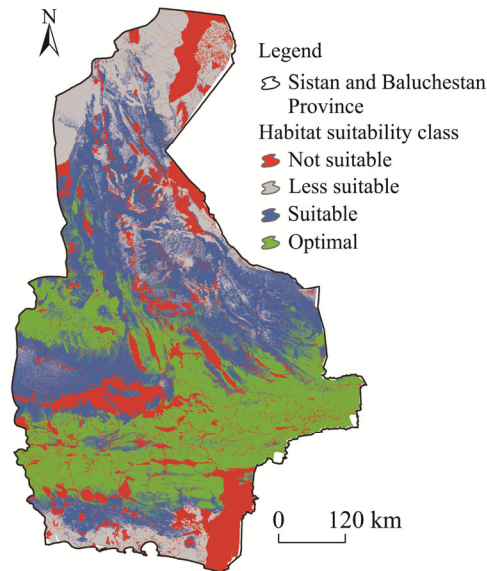 N
Legend
Sistan and Baluchestan
Province
Habitat suitability class
Not suitable
Less suitable
Suitable
Optimal
0 120 km